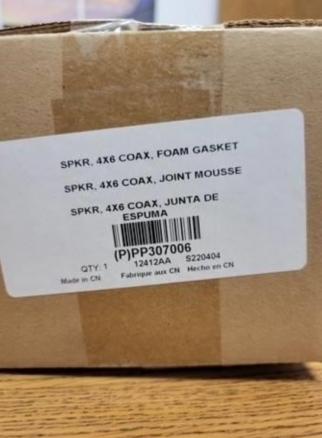 SPKR, 4X6 COAX, FOAM GASKET
SPKR, 4X6 COAX, JOINT MOUSSE
SPKR, 4X6 COAX, JUNTA DE
ESPUMA
(P)PP307006
QTY: 1 12412AA S220404
Made in CN Fabrique aux CN Hecho en CN